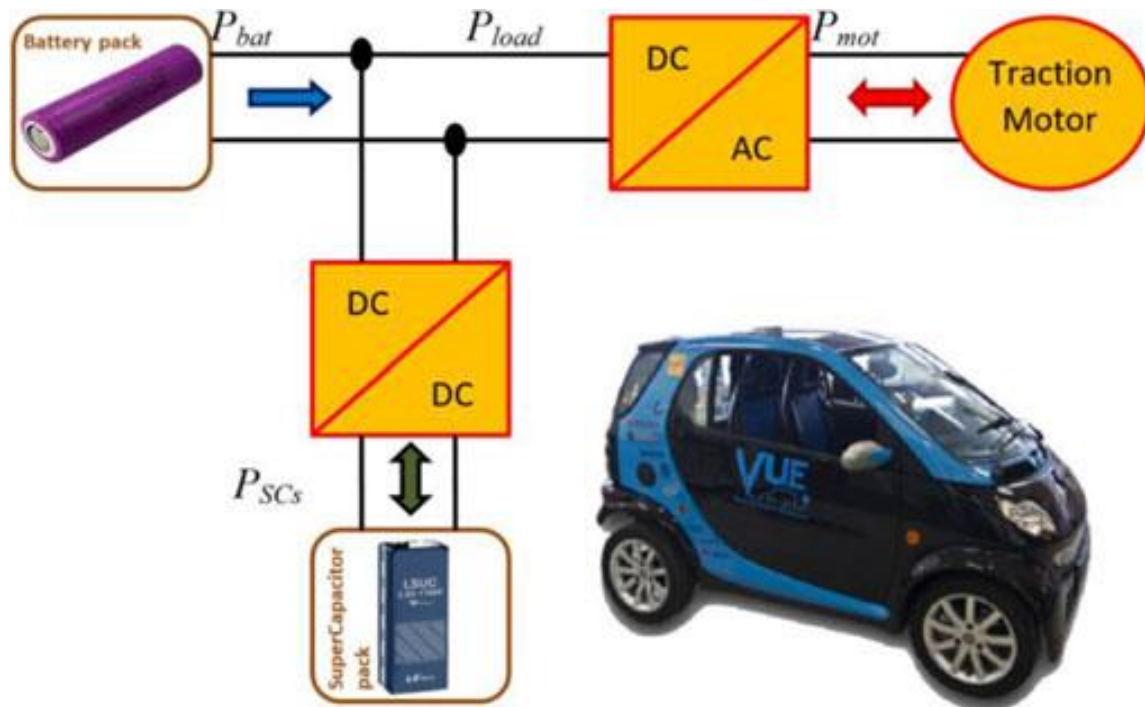 Battery pack
P_bat
P_load
P_mot
DC
AC
Traction
Motor
DC
DC
P_SCs
SuperCapacitor
pack
LSUC
VUE